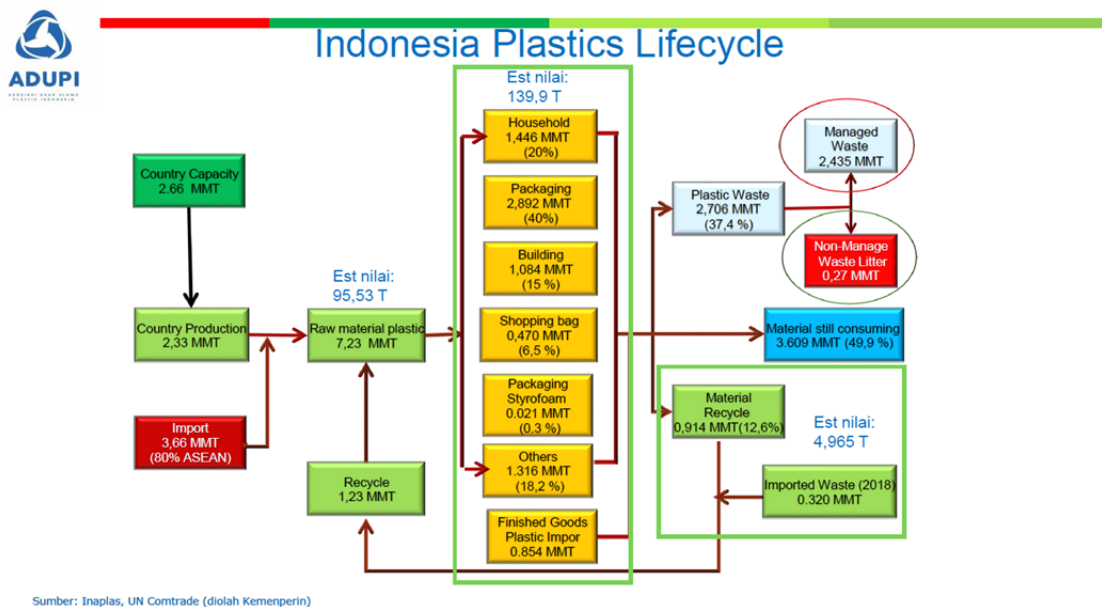 ADUPI
ASOSIASI DAUR ULANG
PLASTIK INDONESIA
Indonesia Plastics Lifecycle
Est nilai:
139,9 T
Household
1,446 MMT
(20%)
Packaging
2,892 MMT
(40%)
Building
1,084 MMT
(15 %)
Shopping bag
0,470 MMT
(6,5 %)
Packaging
Styrofoam
0.021 MMT
(0.3 %)
Others
1.316 MMT
(18,2 %)
Finished Goods
Plastic Impor
0.854 MMT
Country Capacity
2.66 MMT
Country Production
2,33 MMT
Import
3,66 MMT
(80% ASEAN)
Est nilai:
95,53 T
Raw material plastic
7,23 MMT
Recycle
1,23 MMT
Plastic Waste
2,706 MMT
(37,4 %)
Managed
Waste
2,435 MMT
Non-Manage
Waste Litter
0,27 MMT
Material still consuming
3.609 MMT (49,9 %)
Material
Recycle
0,914 MMT(12,6%)
Est nilai:
4,965 T
Imported Waste (2018)
0.320 MMT
Sumber: Inaplas, UN Comtrade (diolah Kemenperin)